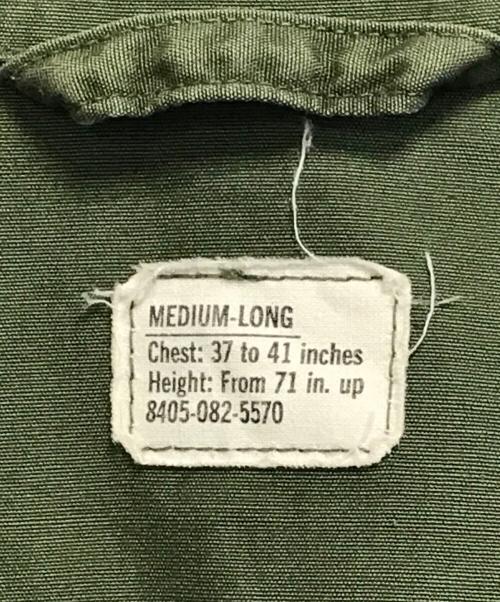 MEDIUM-LONG
Chest: 37 to 41 inches
Height: From 71 in. up
8405-082-5570